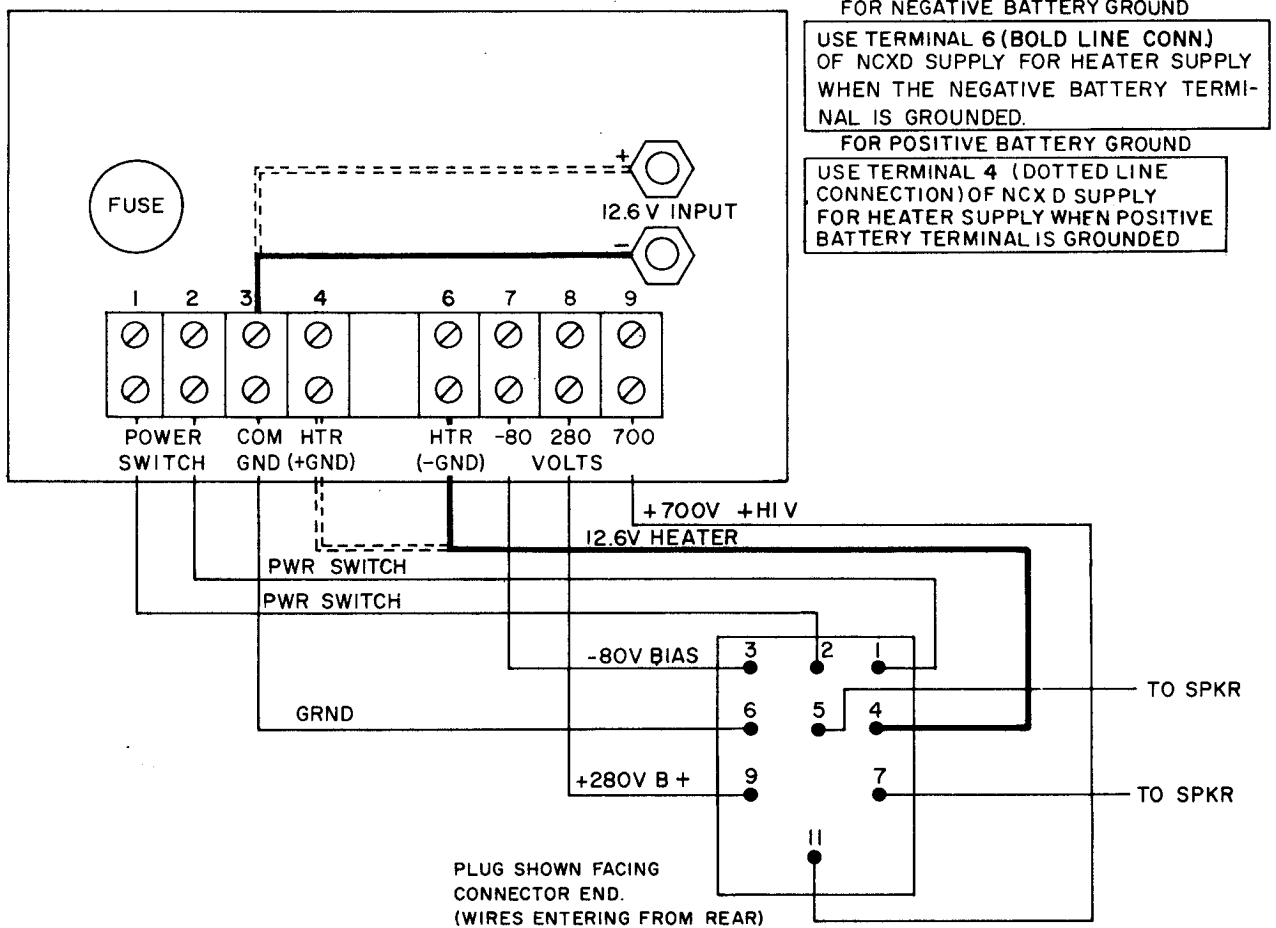 FOR NEGATIVE BATTERY GROUND
USE TERMINAL 6 (BOLD LINE CONN.)
OF NCXD SUPPLY FOR HEATER SUPPLY
WHEN THE NEGATIVE BATTERY TERMI-
NAL IS GROUNDED.
FOR POSITIVE BATTERY GROUND
USE TERMINAL 4 (DOTTED LINE
CONNECTION) OF NCX D SUPPLY
FOR HEATER SUPPLY WHEN POSITIVE
BATTERY TERMINAL IS GROUNDED
FUSE
+
12.6 V INPUT
-
1 2 3 4 6 7 8 9
POWER COM HTR HTR -80 280 700
SWITCH GND (+GND) (-GND) VOLTS
+700V +HI V
12.6V HEATER
PWR SWITCH
PWR SWITCH
-80V BIAS
3 2 1
TO SPKR
GRND
6 5 4
+280V B+
9 7
TO SPKR
11
PLUG SHOWN FACING
CONNECTOR END.
(WIRES ENTERING FROM REAR)